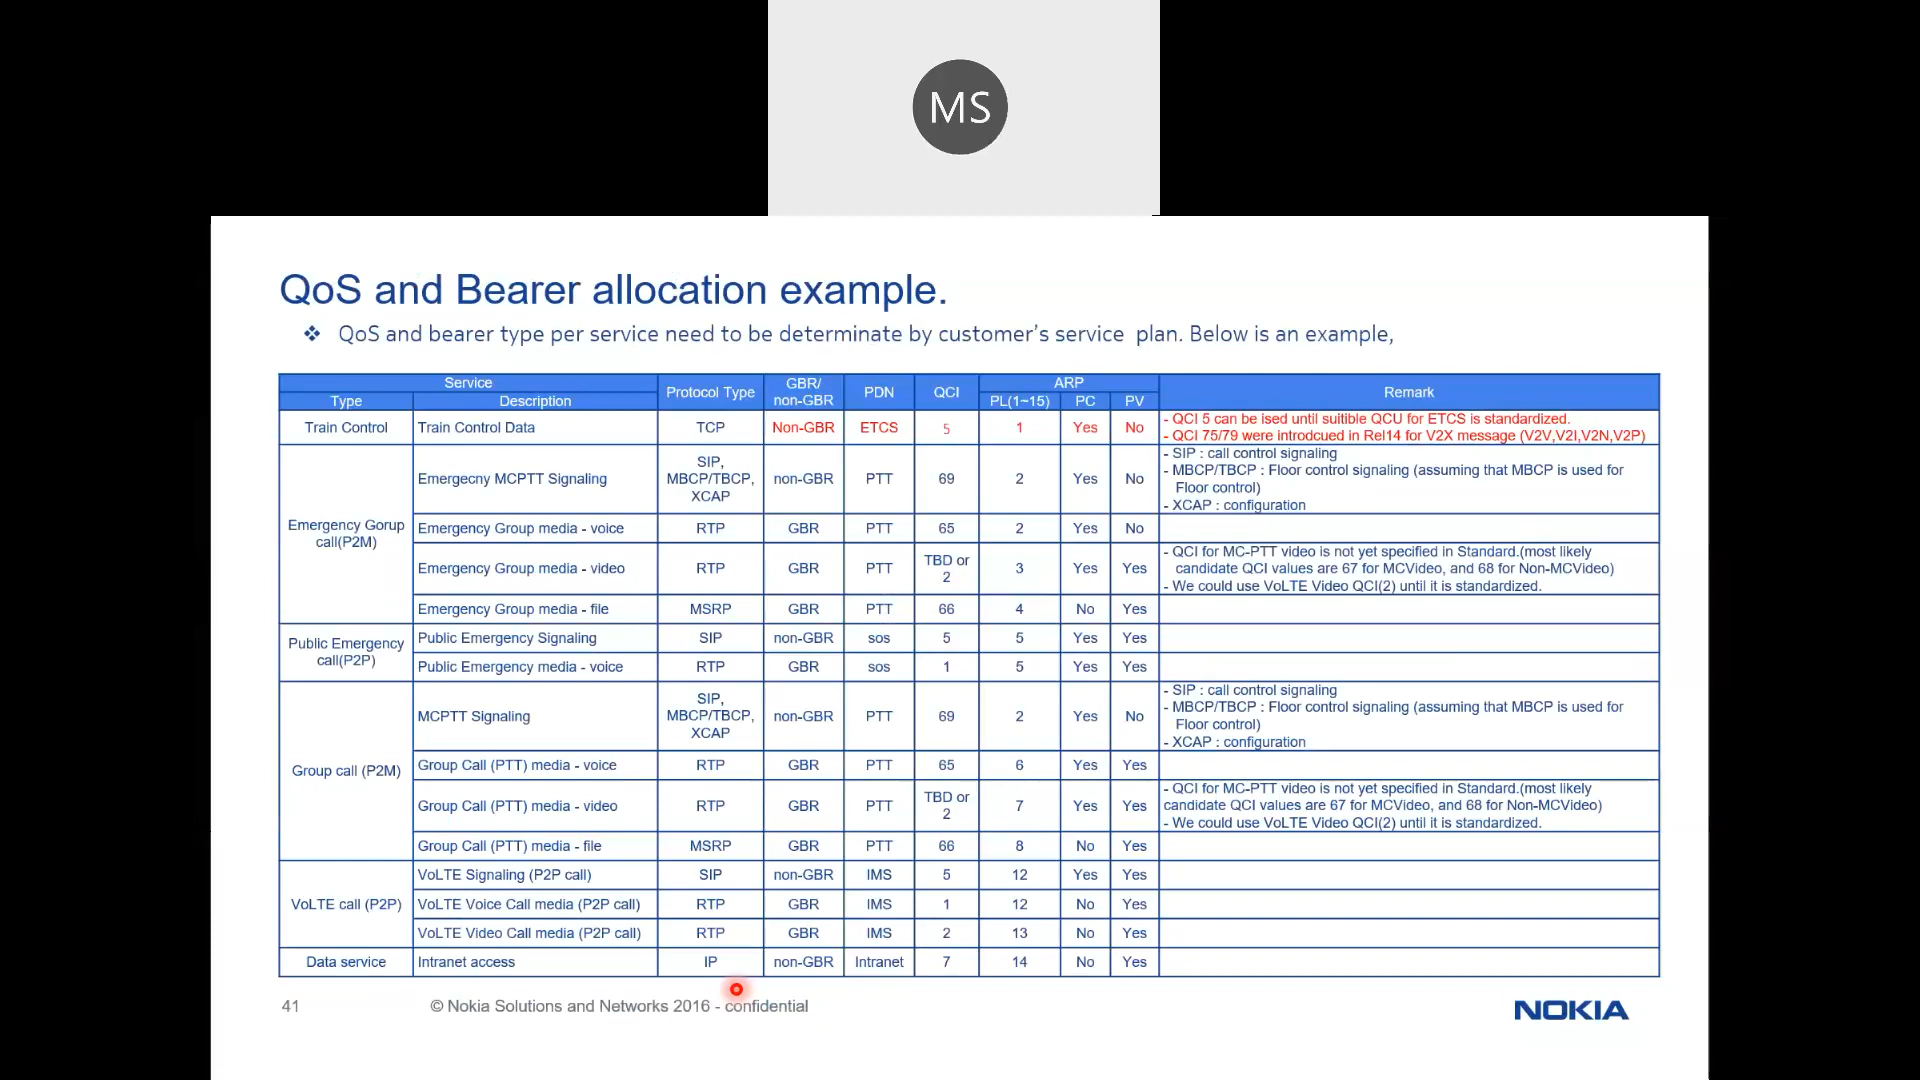 MS
QoS and Bearer allocation example.
❖ QoS and bearer type per service need to be determinate by customer's service plan. Below is an example,
Service Protocol Type GBR/ non-GBR PDN QCI ARP Remark
Type Description PL(1~15) PC PV
Train Control Train Control Data TCP Non-GBR ETCS 5 1 Yes No - QCI 5 can be ised until suitible QCU for ETCS is standardized.
- QCI 75/79 were introdcued in Rel14 for V2X message (V2V,V2I,V2N,V2P)
Emergency Gorup call(P2M) Emergecny MCPTT Signaling SIP, MBCP/TBCP, XCAP non-GBR PTT 69 2 Yes No - SIP : call control signaling
- MBCP/TBCP : Floor control signaling (assuming that MBCP is used for
Floor control)
- XCAP : configuration
Emergency Group media - voice RTP GBR PTT 65 2 Yes No
Emergency Group media - video RTP GBR PTT TBD or 2 3 Yes Yes - QCI for MC-PTT video is not yet specified in Standard.(most likely
candidate QCI values are 67 for MCVideo, and 68 for Non-MCVideo)
- We could use VoLTE Video QCI(2) until it is standardized.
Emergency Group media - file MSRP GBR PTT 66 4 No Yes
Public Emergency call(P2P) Public Emergency Signaling SIP non-GBR sos 5 5 Yes Yes
Public Emergency media - voice RTP GBR sos 1 5 Yes Yes
Group call (P2M) MCPTT Signaling SIP, MBCP/TBCP, XCAP non-GBR PTT 69 2 Yes No - SIP : call control signaling
- MBCP/TBCP : Floor control signaling (assuming that MBCP is used for
Floor control)
- XCAP : configuration
Group Call (PTT) media - voice RTP GBR PTT 65 6 Yes Yes
Group Call (PTT) media - video RTP GBR PTT TBD or 2 7 Yes Yes - QCI for MC-PTT video is not yet specified in Standard.(most likely
candidate QCI values are 67 for MCVideo, and 68 for Non-MCVideo)
- We could use VoLTE Video QCI(2) until it is standardized.
Group Call (PTT) media - file MSRP GBR PTT 66 8 No Yes
VoLTE call (P2P) VoLTE Signaling (P2P call) SIP non-GBR IMS 5 12 Yes Yes
VoLTE Voice Call media (P2P call) RTP GBR IMS 1 12 No Yes
VoLTE Video Call media (P2P call) RTP GBR IMS 2 13 No Yes
Data service Intranet access IP non-GBR Intranet 7 14 No Yes
41 © Nokia Solutions and Networks 2016 - confidential NOKIA